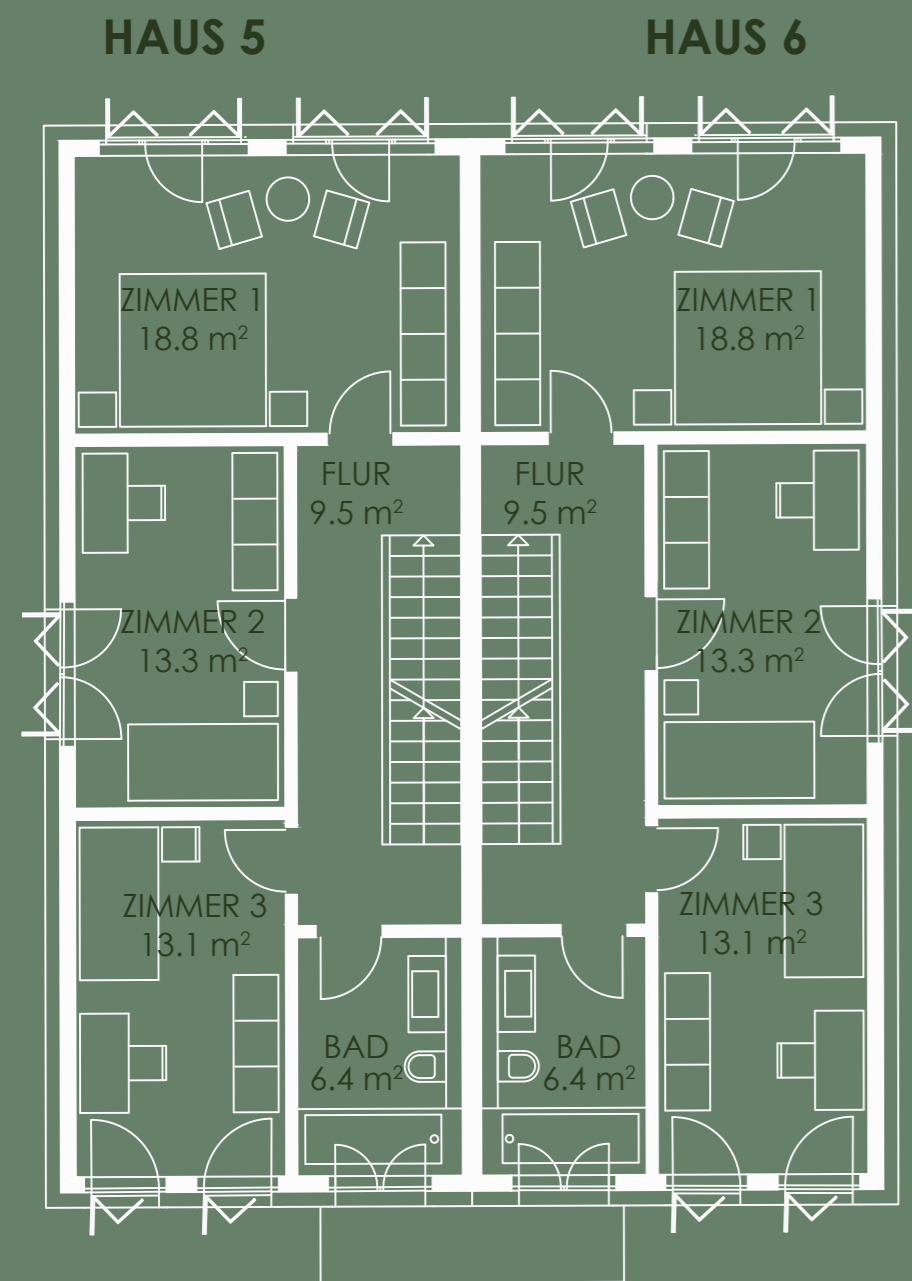 HAUS 5
HAUS 6
ZIMMER 1
18.8 m²
ZIMMER 1
18.8 m²
FLUR
9.5 m²
FLUR
9.5 m²
ZIMMER 2
13.3 m²
ZIMMER 2
13.3 m²
ZIMMER 3
13.1 m²
ZIMMER 3
13.1 m²
BAD
6.4 m²
BAD
6.4 m²